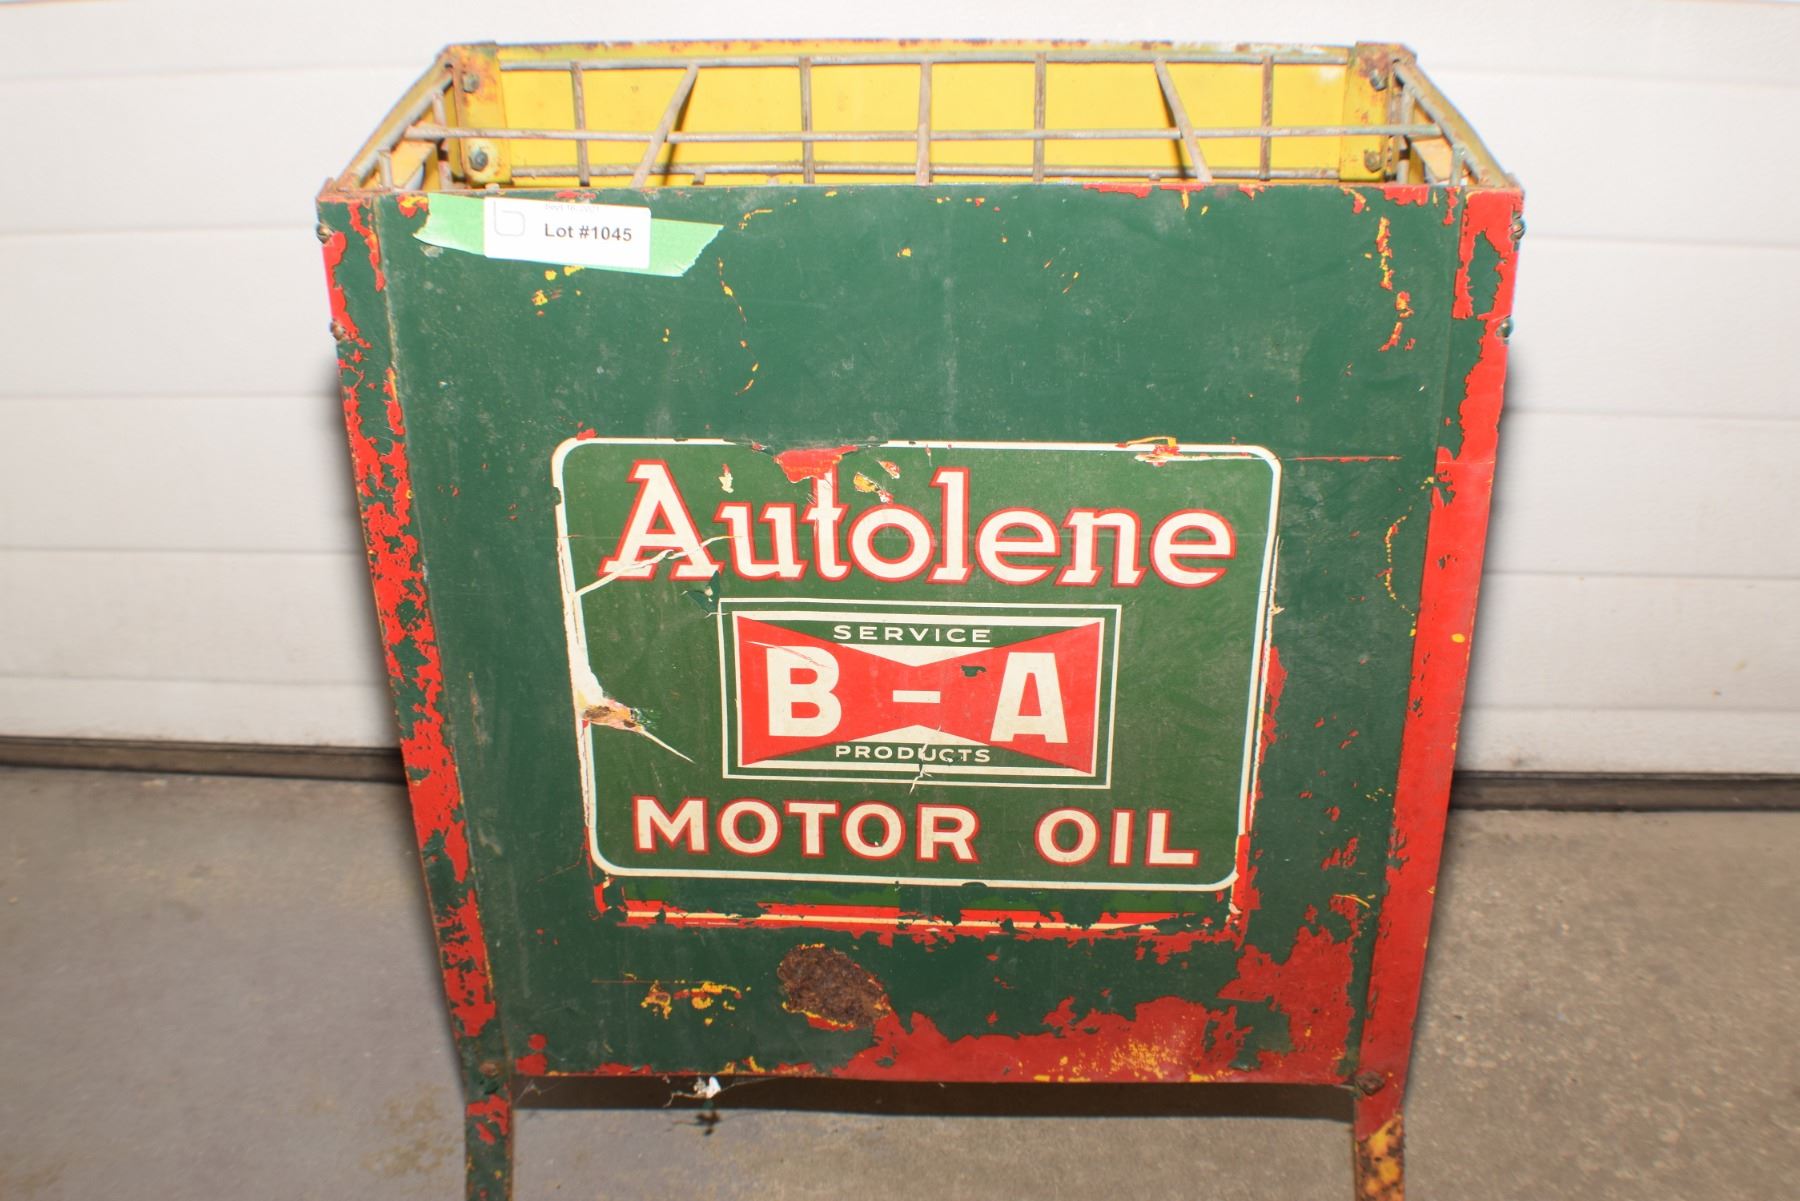 Lot #1045
Autolene
SERVICE
B-A
PRODUCTS
MOTOR OIL